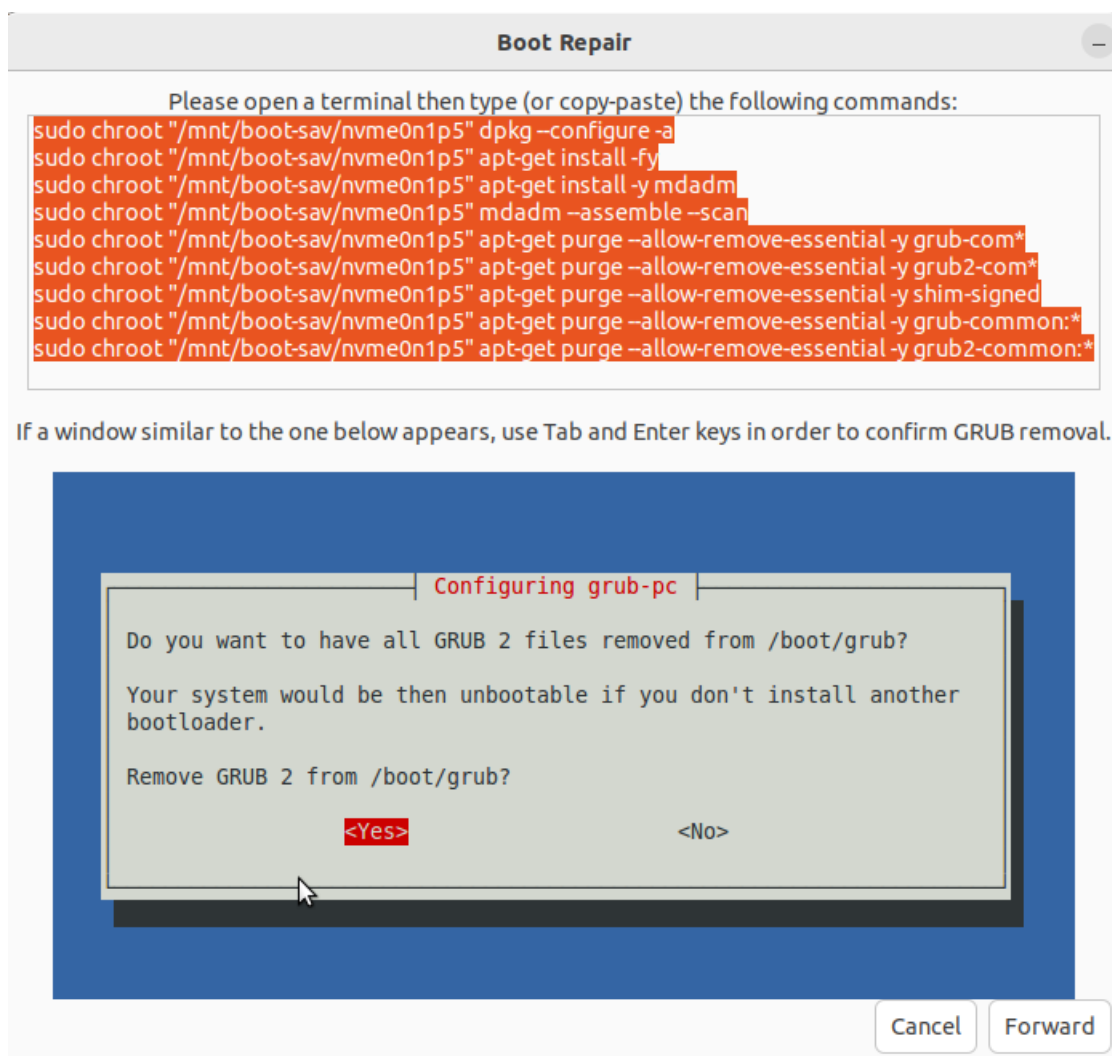 Boot Repair
Please open a terminal then type (or copy-paste) the following commands:
sudo chroot "/mnt/boot-sav/nvme0n1p5" dpkg --configure -a
sudo chroot "/mnt/boot-sav/nvme0n1p5" apt-get install -fy
sudo chroot "/mnt/boot-sav/nvme0n1p5" apt-get install -y mdadm
sudo chroot "/mnt/boot-sav/nvme0n1p5" mdadm --assemble --scan
sudo chroot "/mnt/boot-sav/nvme0n1p5" apt-get purge --allow-remove-essential -y grub-com*
sudo chroot "/mnt/boot-sav/nvme0n1p5" apt-get purge --allow-remove-essential -y grub2-com*
sudo chroot "/mnt/boot-sav/nvme0n1p5" apt-get purge --allow-remove-essential -y shim-signed
sudo chroot "/mnt/boot-sav/nvme0n1p5" apt-get purge --allow-remove-essential -y grub-common:*
sudo chroot "/mnt/boot-sav/nvme0n1p5" apt-get purge --allow-remove-essential -y grub2-common:*
If a window similar to the one below appears, use Tab and Enter keys in order to confirm GRUB removal.
Configuring grub-pc
Do you want to have all GRUB 2 files removed from /boot/grub?
Your system would be then unbootable if you don't install another
bootloader.
Remove GRUB 2 from /boot/grub?
<Yes> <No>
Cancel Forward